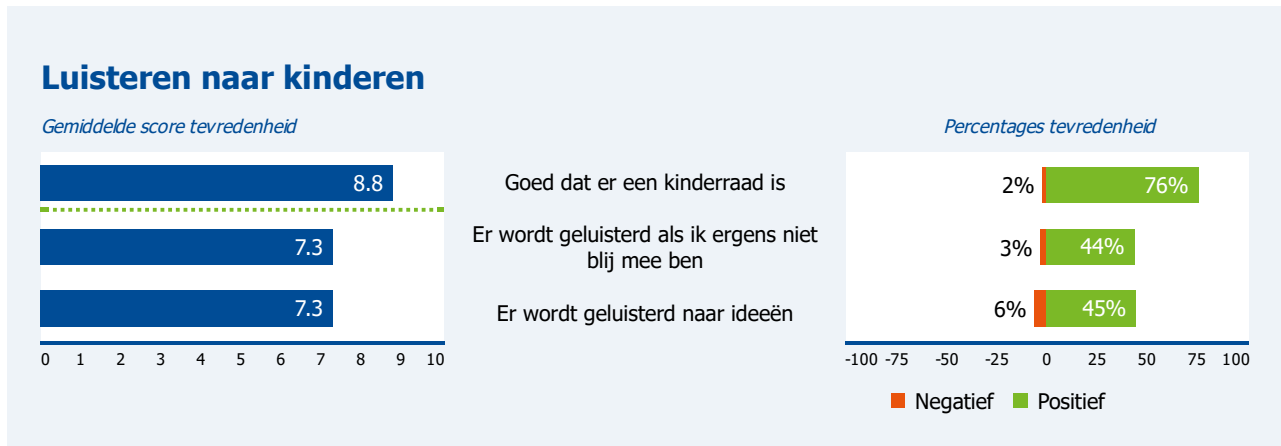 Luisteren naar kinderen
Gemiddelde score tevredenheid
Percentages tevredenheid
8.8
Goed dat er een kinderraad is
2%
76%
7.3
Er wordt geluisterd als ik ergens niet
blij mee ben
3%
44%
7.3
Er wordt geluisterd naar ideeën
6%
45%
0 1 2 3 4 5 6 7 8 9 10
-100 -75 -50 -25 0 25 50 75 100
Negatief Positief